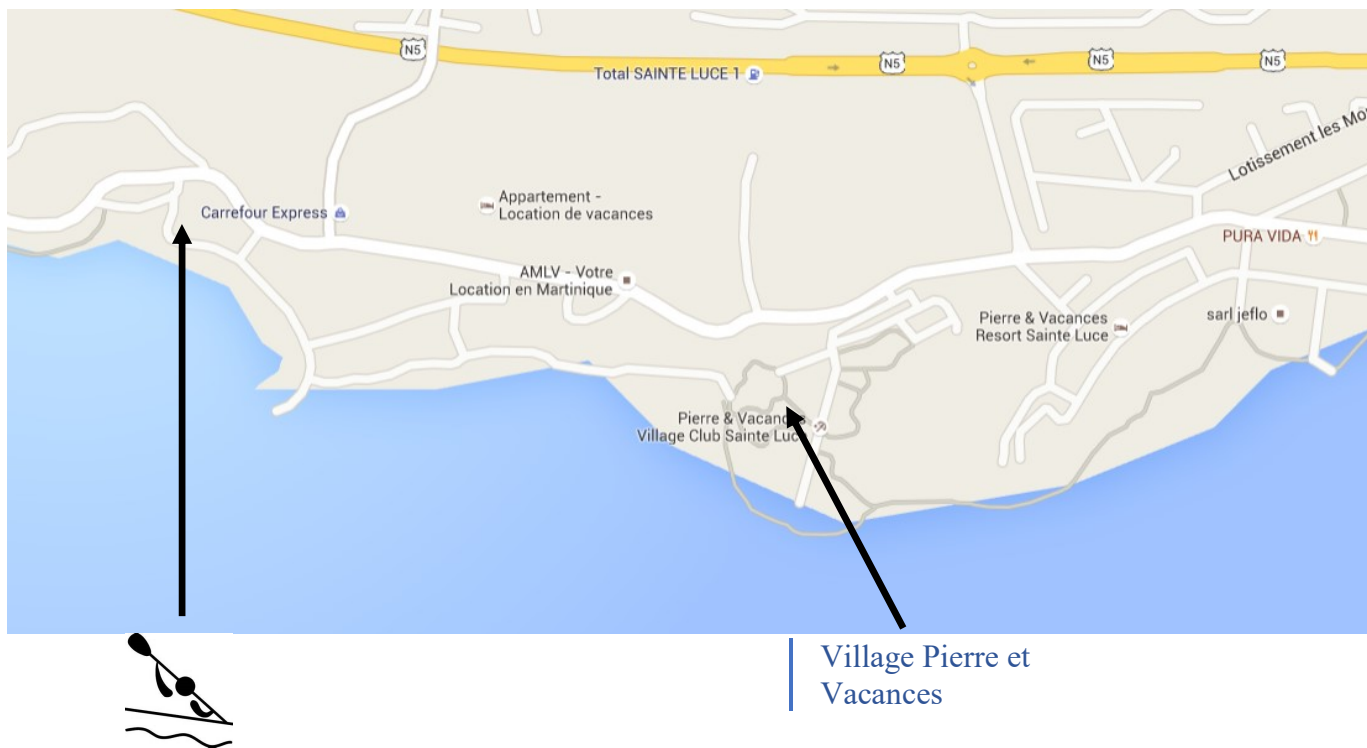 N5
Total SAINTE LUCE 1
N5
N5
N5
Lotissement les Mo
Appartement -
Location de vacances
Carrefour Express
PURA VIDA
AMLV - Votre
Location en Martinique
Pierre & Vacances
Resort Sainte Luce
sarl jeflo
Pierre & Vacances
Village Club Sainte Luce
Village Pierre et
Vacances